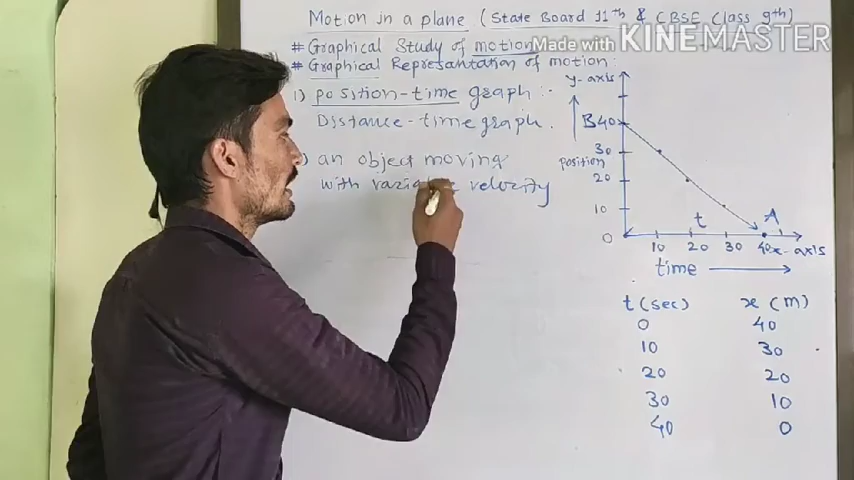 Motion in a plane (State Board 11th & CBSE Class 9th)
# Graphical Study of motion
Made with KINEMASTER
# Graphical Represantation of motion:
1) position-time graph :-
Distance-time graph.
) an object moving
with velocity
y-axis
B 40
30
position
20
10
0
t
A
10 20 30 40 x-axis
time
t (sec) x (m)
0 40
10 30
20 20
30 10
40 0